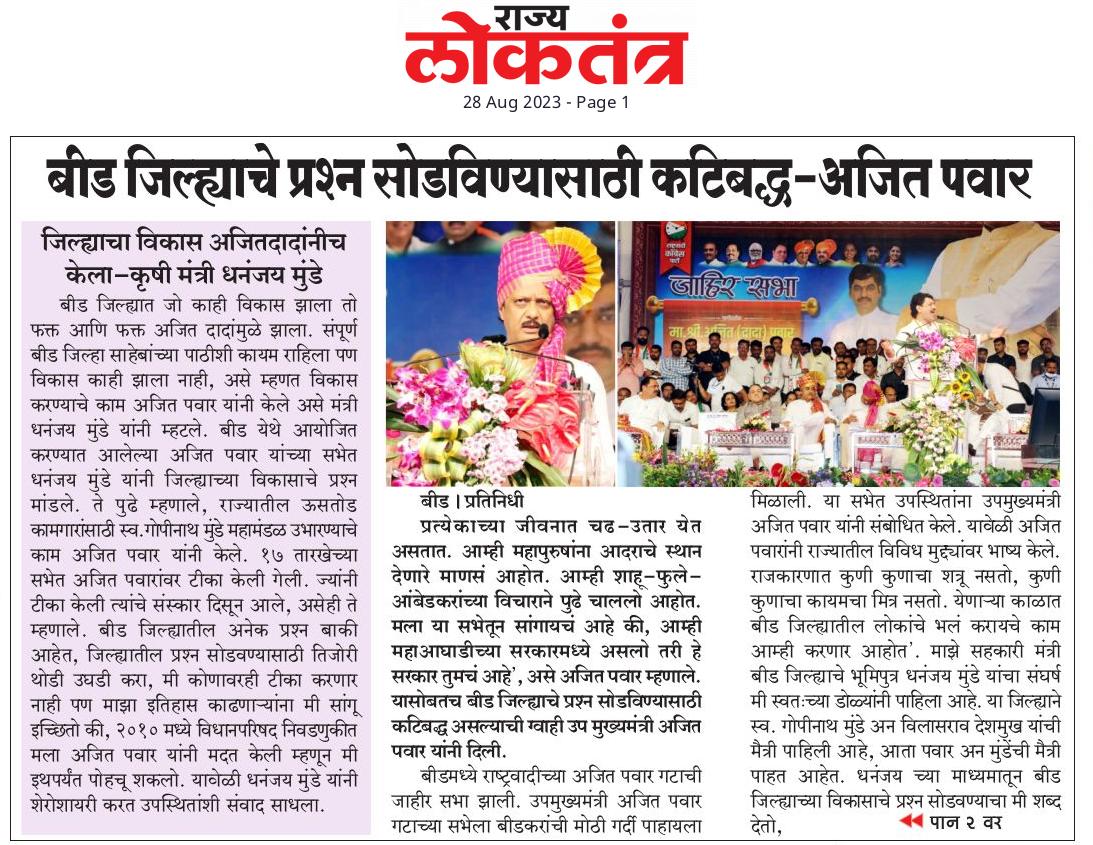 राज्य
लोकतंत्र
28 Aug 2023 - Page 1
बीड जिल्ह्याचे प्रश्न सोडविण्यासाठी कटिबद्ध-अजित पवार
जिल्ह्याचा विकास अजितदादांनीच
केला-कृषी मंत्री धनंजय मुंडे
बीड जिल्ह्यात जो काही विकास झाला तो
फक्त आणि फक्त अजित दादांमुळे झाला. संपूर्ण
बीड जिल्हा साहेबांच्या पाठीशी कायम राहिला पण
विकास काही झाला नाही, असे म्हणत विकास
करण्याचे काम अजित पवार यांनी केले असे मंत्री
धनंजय मुंडे यांनी म्हटले. बीड येथे आयोजित
करण्यात आलेल्या अजित पवार यांच्या सभेत
धनंजय मुंडे यांनी जिल्ह्याच्या विकासाचे प्रश्न
मांडले. ते पुढे म्हणाले, राज्यातील ऊसतोड
कामगारांसाठी स्व.गोपीनाथ मुंडे महामंडळ उभारण्याचे
काम अजित पवार यांनी केले. १७ तारखेच्या
सभेत अजित पवारांवर टीका केली गेली. ज्यांनी
टीका केली त्यांचे संस्कार दिसून आले, असेही ते
म्हणाले. बीड जिल्ह्यातील अनेक प्रश्न बाकी
आहेत, जिल्ह्यातील प्रश्न सोडवण्यासाठी तिजोरी
थोडी उघडी करा, मी कोणावरही टीका करणार
नाही पण माझा इतिहास काढणाऱ्यांना मी सांगू
इच्छितो की, २०१० मध्ये विधानपरिषद निवडणुकीत
मला अजित पवार यांनी मदत केली म्हणून मी
इथपर्यंत पोहचू शकलो. यावेळी धनंजय मुंडे यांनी
शेरोशायरी करत उपस्थितांशी संवाद साधला.
राष्ट्रवादी
काँग्रेस
पार्टी
जाहिर सभा
मा.श्री.अजित (दादा) पवार
बीड । प्रतिनिधी
प्रत्येकाच्या जीवनात चढ-उतार येत
असतात. आम्ही महापुरुषांना आदराचे स्थान
देणारे माणसं आहोत. आम्ही शाहू-फुले-
आंबेडकरांच्या विचाराने पुढे चाललो आहोत.
मला या सभेतून सांगायचं आहे की, आम्ही
महाआघाडीच्या सरकारमध्ये असलो तरी हे
सरकार तुमचं आहे', असे अजित पवार म्हणाले.
यासोबतच बीड जिल्ह्याचे प्रश्न सोडविण्यासाठी
कटिबद्ध असल्याची ग्वाही उप मुख्यमंत्री अजित
पवार यांनी दिली.
बीडमध्ये राष्ट्रवादीच्या अजित पवार गटाची
जाहीर सभा झाली. उपमुख्यमंत्री अजित पवार
गटाच्या सभेला बीडकरांची मोठी गर्दी पाहायला
मिळाली. या सभेत उपस्थितांना उपमुख्यमंत्री
अजित पवार यांनी संबोधित केले. यावेळी अजित
पवारांनी राज्यातील विविध मुद्द्यांवर भाष्य केले.
राजकारणात कुणी कुणाचा शत्रू नसतो, कुणी
कुणाचा कायमचा मित्र नसतो. येणाऱ्या काळात
बीड जिल्ह्यातील लोकांचे भलं करायचे काम
आम्ही करणार आहोत'. माझे सहकारी मंत्री
बीड जिल्ह्याचे भूमिपुत्र धनंजय मुंडे यांचा संघर्ष
मी स्वतःच्या डोळ्यांनी पाहिला आहे. या जिल्ह्याने
स्व. गोपीनाथ मुंडे अन विलासराव देशमुख यांची
मैत्री पाहिली आहे, आता पवार अन मुंडेंची मैत्री
पाहत आहेत. धनंजय च्या माध्यमातून बीड
जिल्ह्याच्या विकासाचे प्रश्न सोडवण्याचा मी शब्द
देतो,
पान २ वर